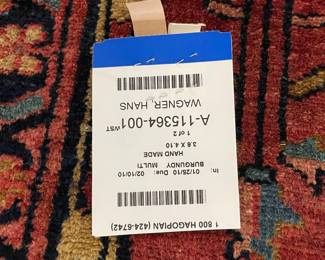 1 800 HAGOPIAN (424-6742)
In: 01/25/10 Due: 02/10/10
BURGUNDY MULTI
HAND MADE
3.6 X 4.10
1 of 2
A-115364-001 WST
WAGNER, HANS